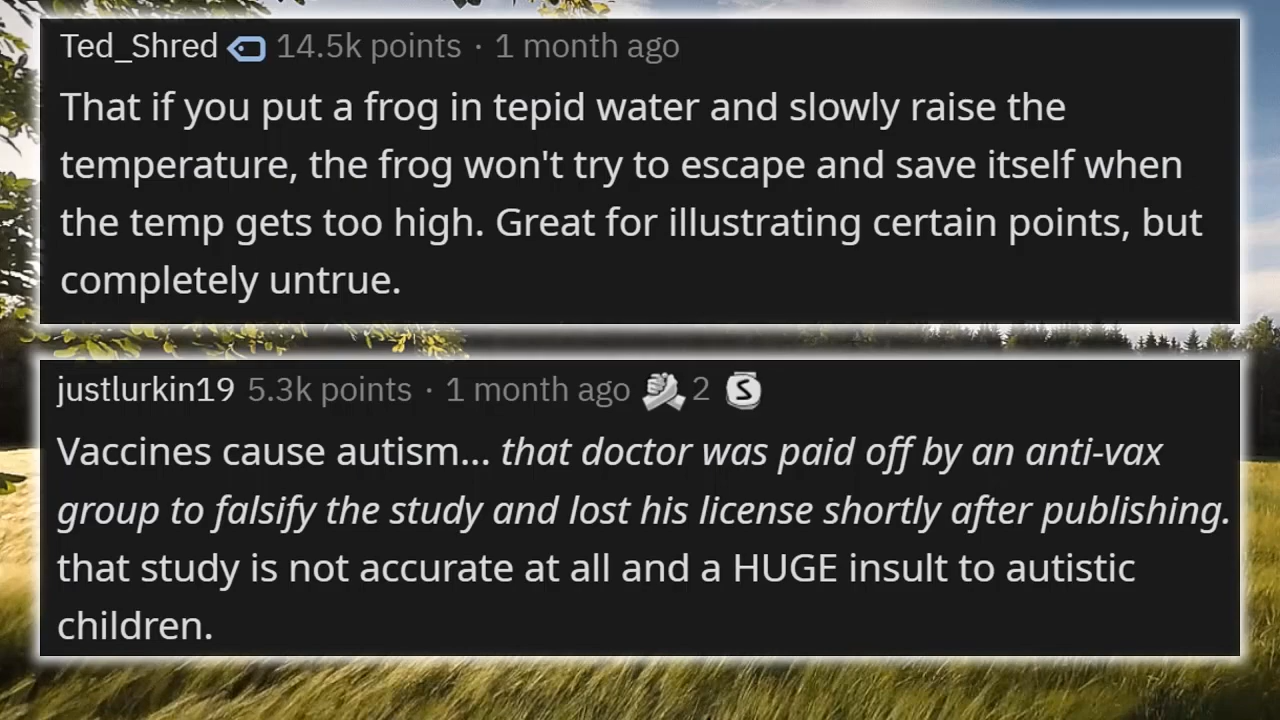 Ted_Shred 14.5k points · 1 month ago
That if you put a frog in tepid water and slowly raise the
temperature, the frog won't try to escape and save itself when
the temp gets too high. Great for illustrating certain points, but
completely untrue.
justlurkin19 5.3k points · 1 month ago 2 S
Vaccines cause autism... that doctor was paid off by an anti-vax
group to falsify the study and lost his license shortly after publishing.
that study is not accurate at all and a HUGE insult to autistic
children.